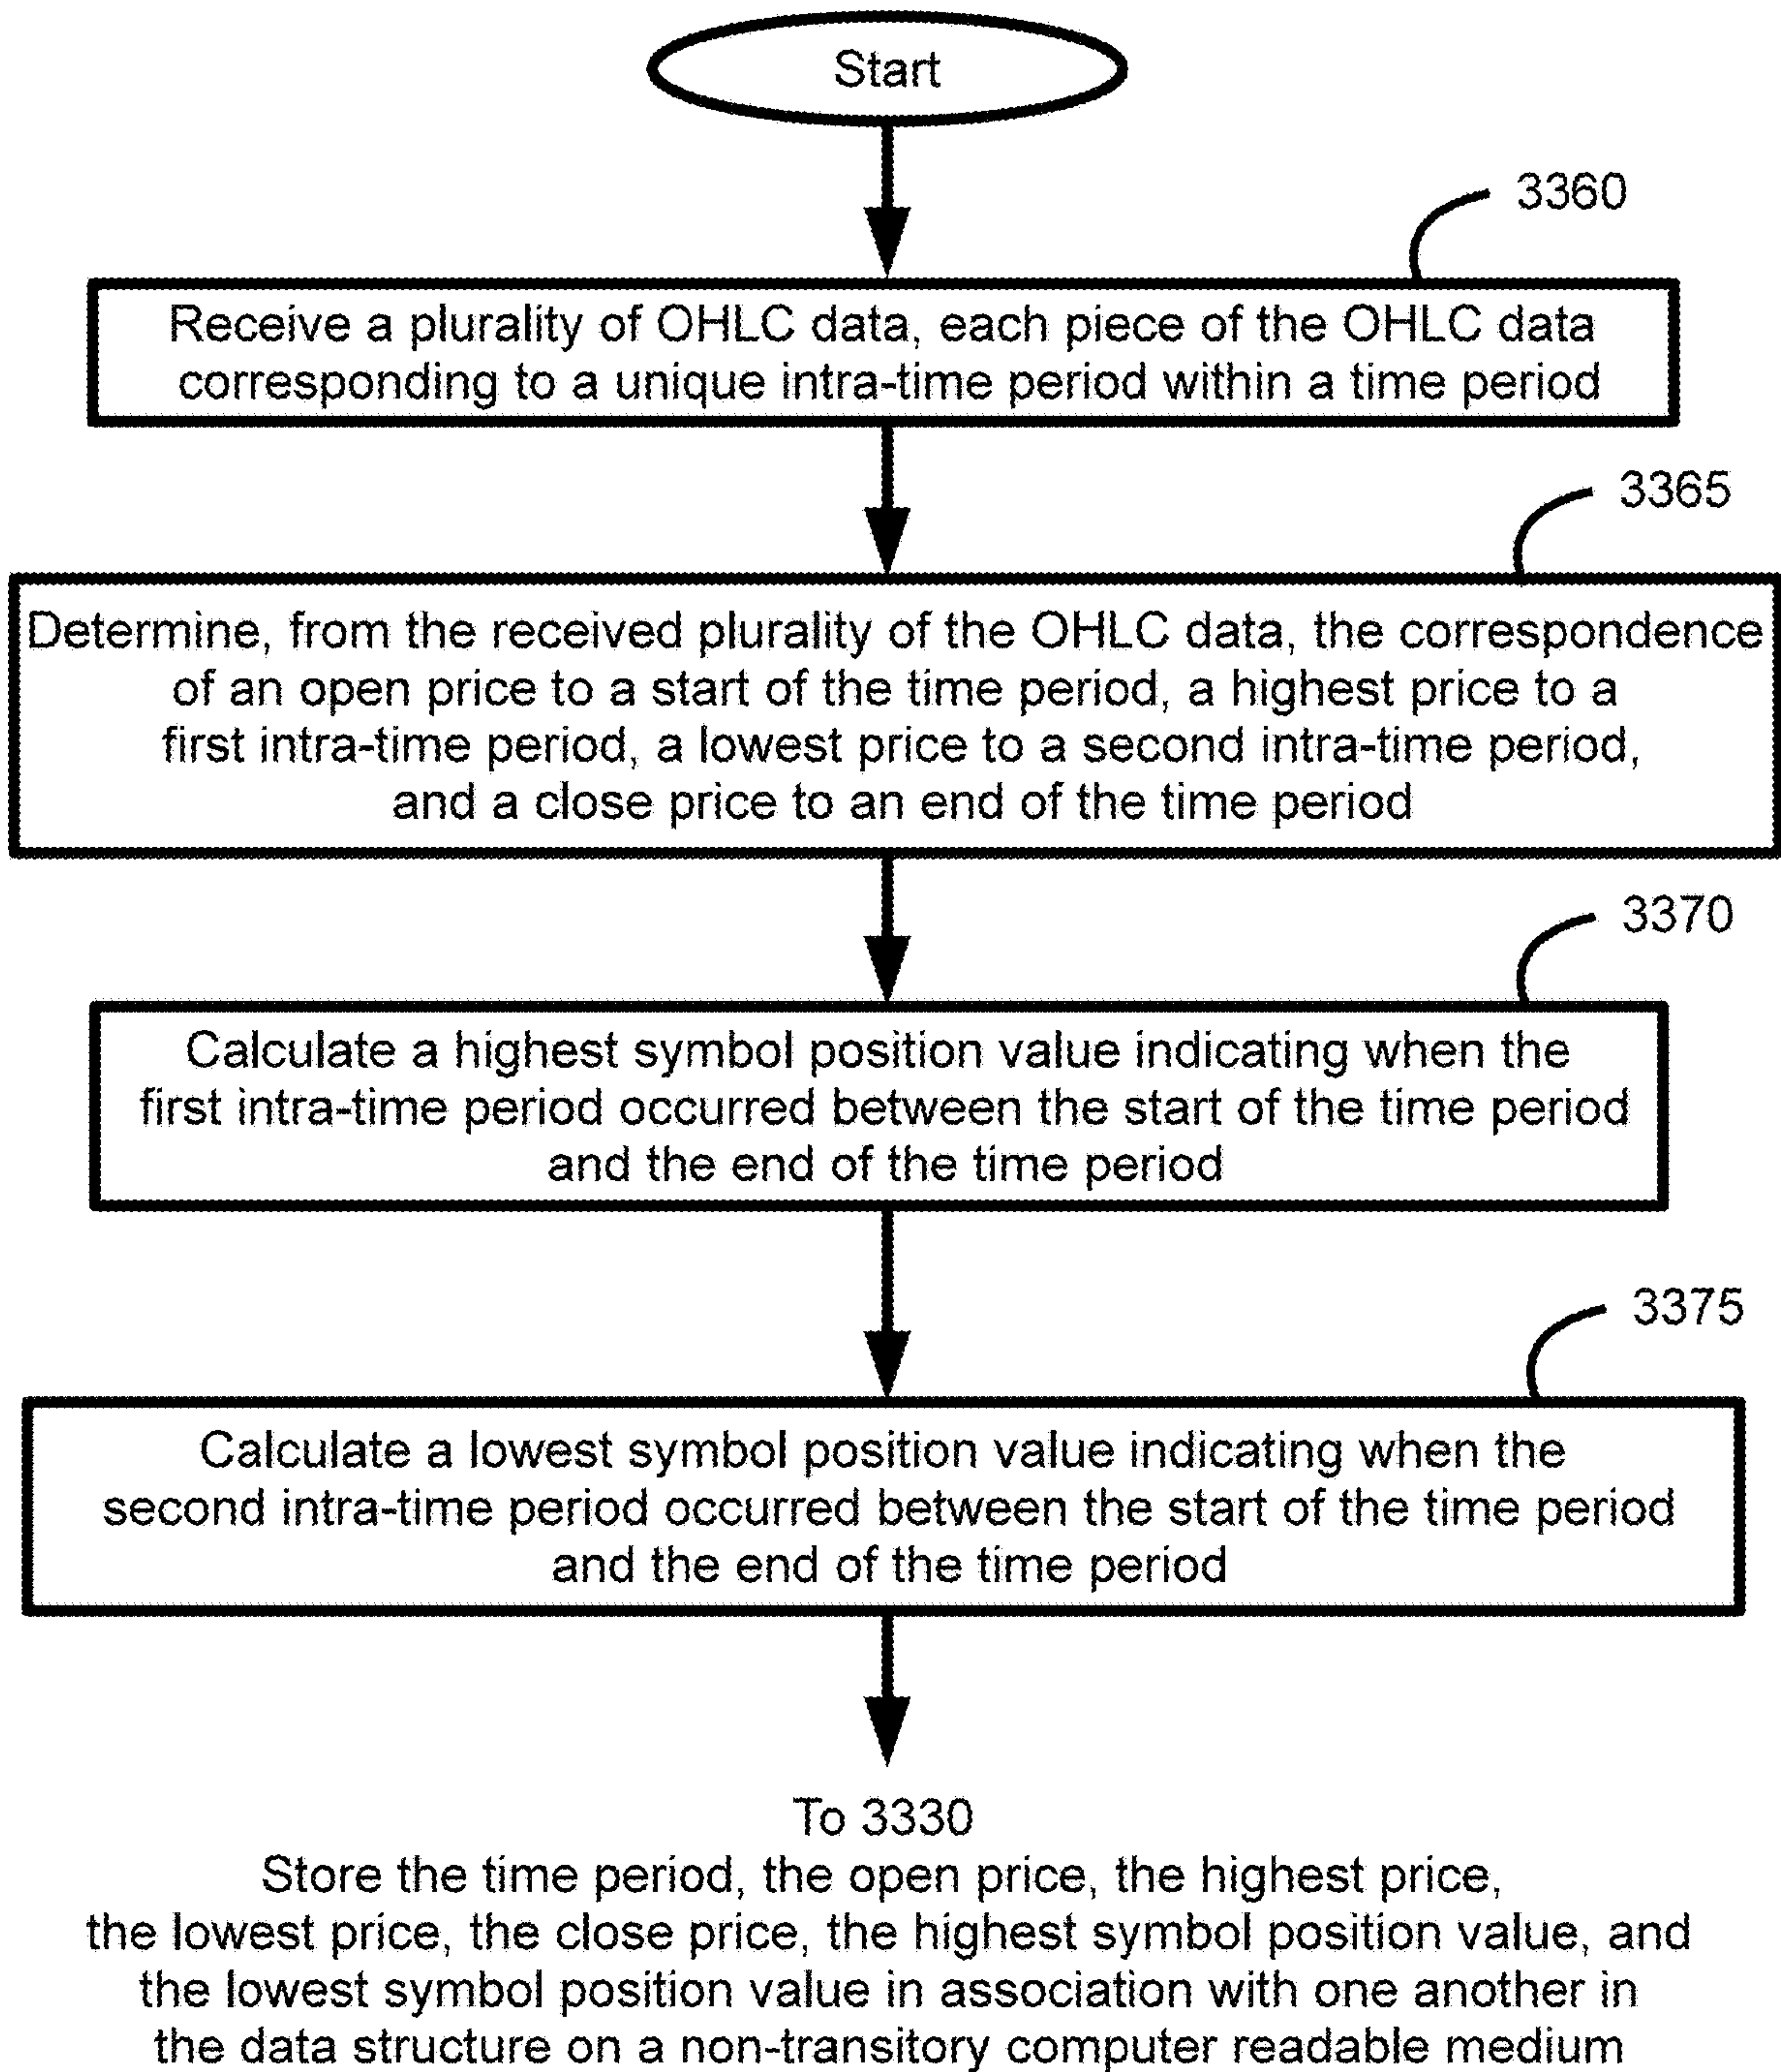 Start
3360
Receive a plurality of OHLC data, each piece of the OHLC data
corresponding to a unique intra-time period within a time period
3365
Determine, from the received plurality of the OHLC data, the correspondence
of an open price to a start of the time period, a highest price to a
first intra-time period, a lowest price to a second intra-time period,
and a close price to an end of the time period
3370
Calculate a highest symbol position value indicating when the
first intra-time period occurred between the start of the time period
and the end of the time period
3375
Calculate a lowest symbol position value indicating when the
second intra-time period occurred between the start of the time period
and the end of the time period
To 3330
Store the time period, the open price, the highest price,
the lowest price, the close price, the highest symbol position value, and
the lowest symbol position value in association with one another in
the data structure on a non-transitory computer readable medium